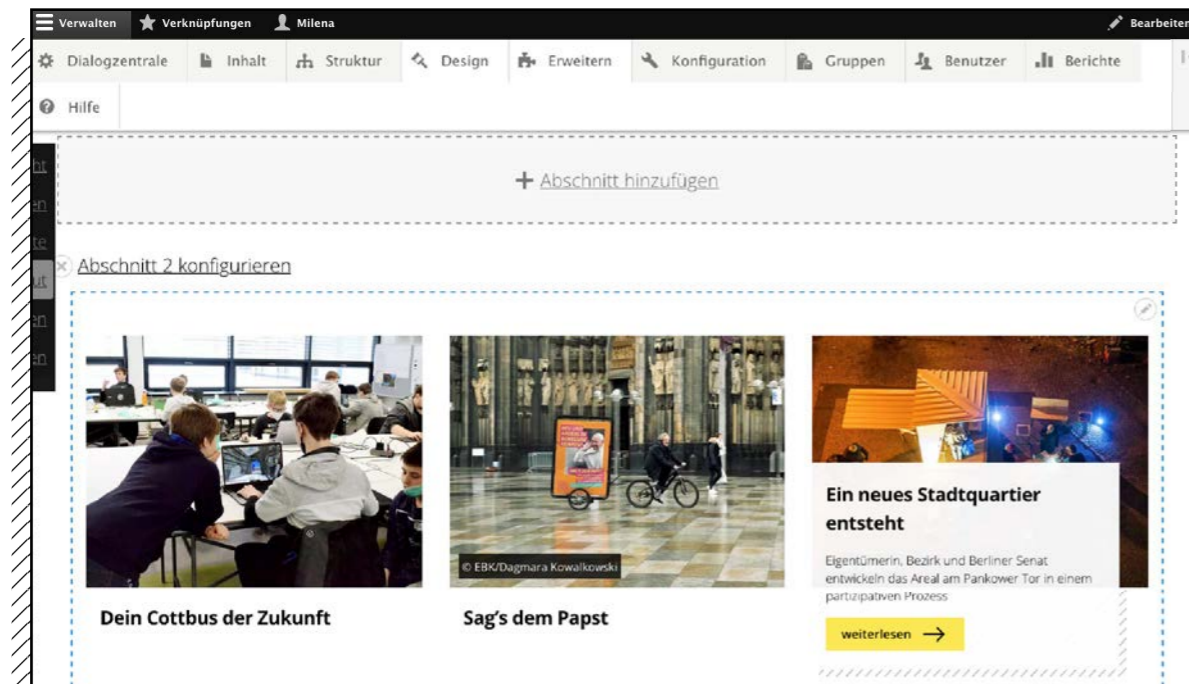 Verwalten Verknüpfungen Milena Bearbeiten
Dialogzentrale Inhalt Struktur Design Erweitern Konfiguration Gruppen Benutzer Berichte
Hilfe
+ Abschnitt hinzufügen
Abschnitt 2 konfigurieren
© EBK/Dagmara Kowalkowski
Dein Cottbus der Zukunft
Sag's dem Papst
Ein neues Stadtquartier
entsteht
Eigentümerin, Bezirk und Berliner Senat
entwickeln das Areal am Pankower Tor in einem
partizipativen Prozess
weiterlesen →